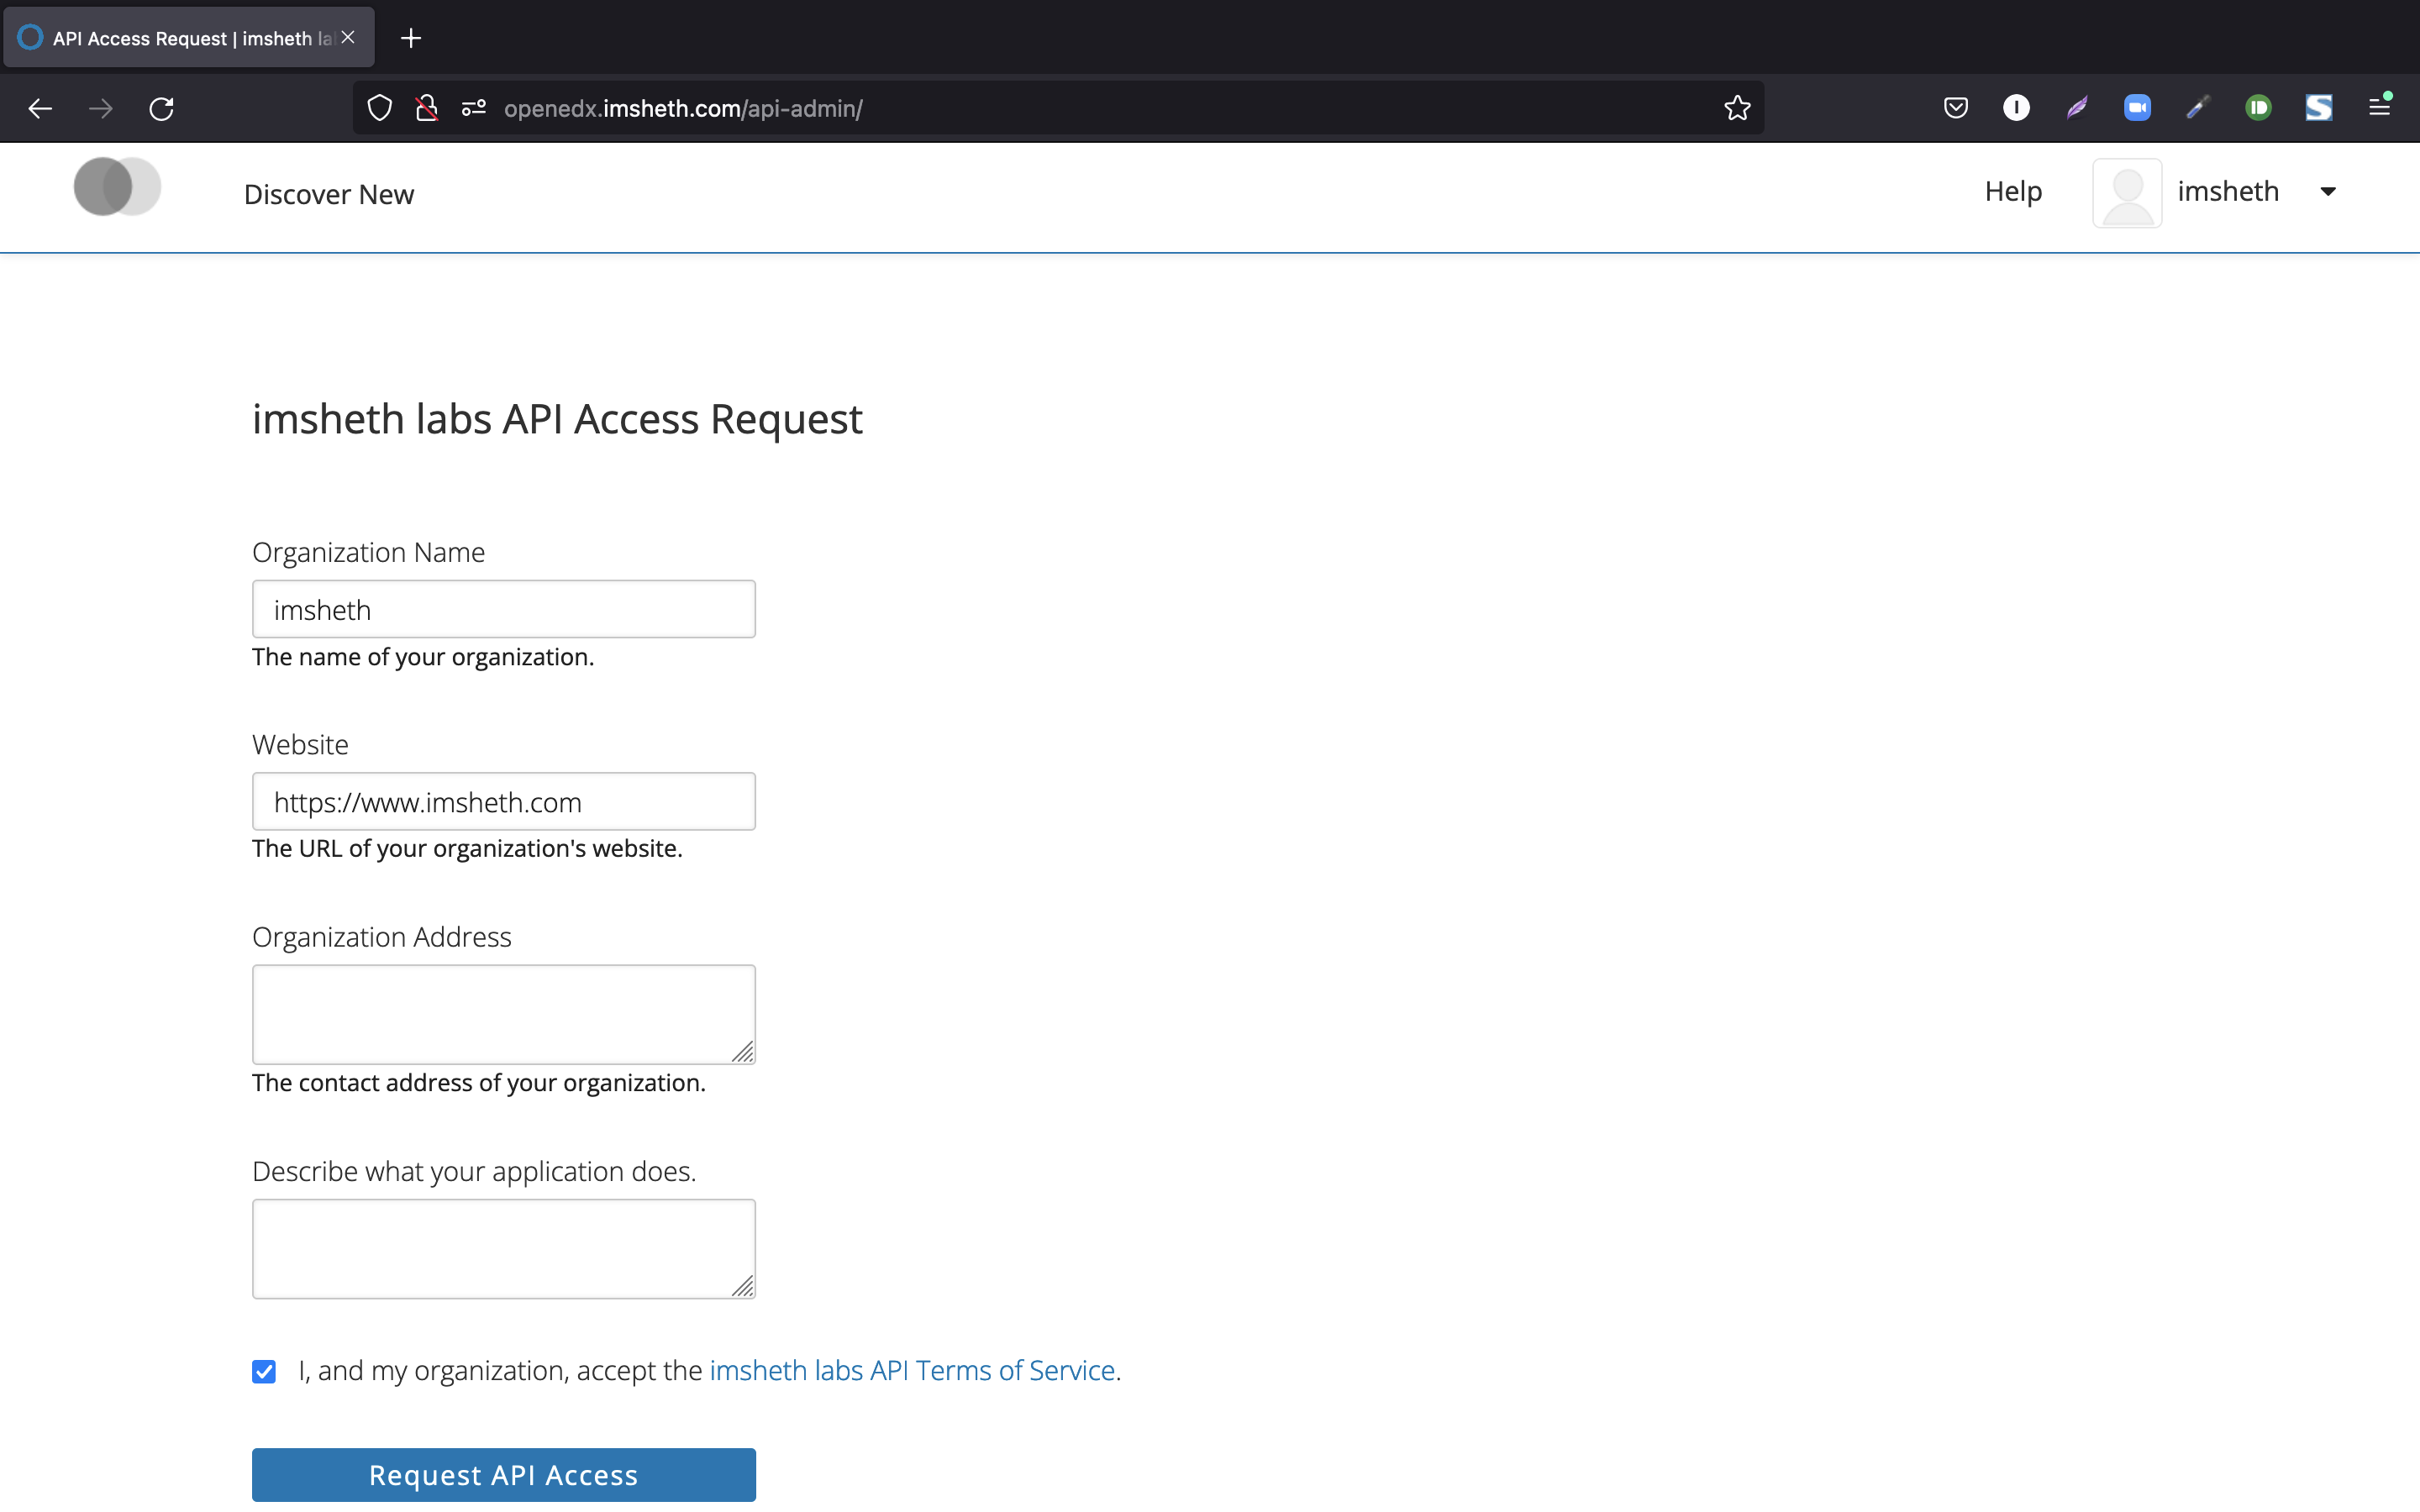 API Access Request | imsheth la
openedx.imsheth.com/api-admin/
Discover New
Help
imsheth
imsheth labs API Access Request
Organization Name
imsheth
The name of your organization.
Website
https://www.imsheth.com
The URL of your organization's website.
Organization Address
The contact address of your organization.
Describe what your application does.
I, and my organization, accept the imsheth labs API Terms of Service.
Request API Access